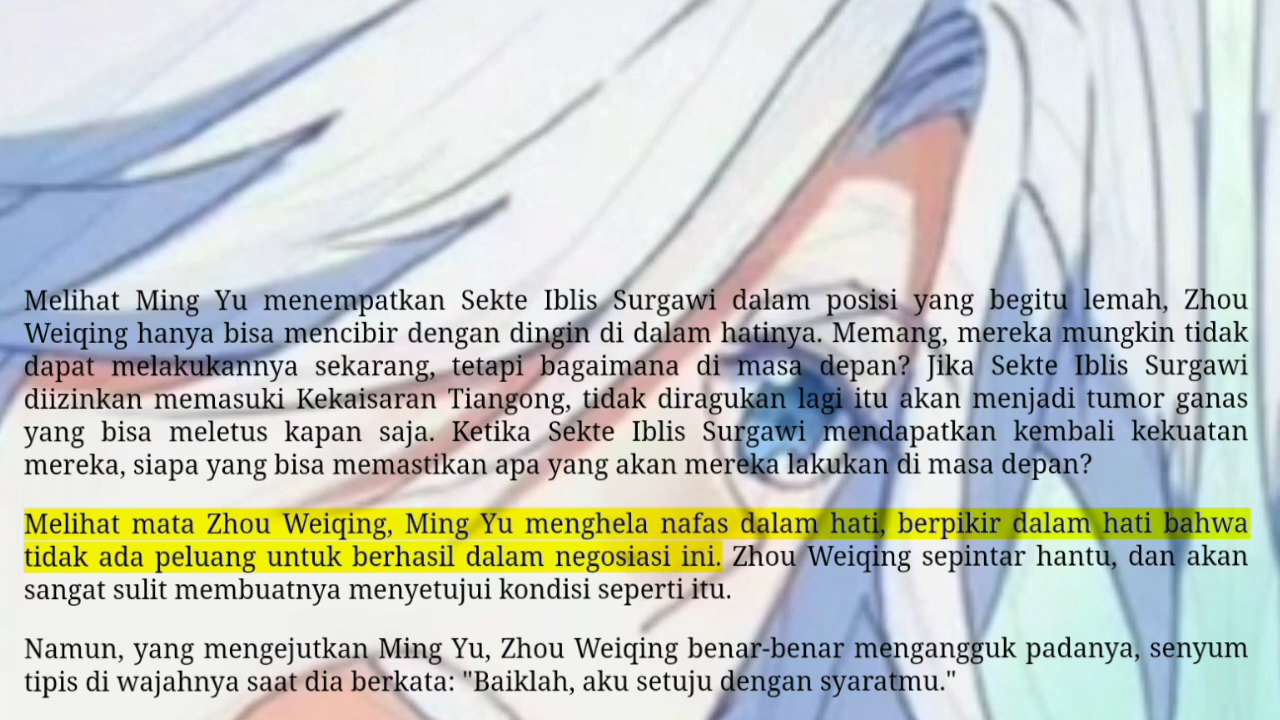 Melihat Ming Yu menempatkan Sekte Iblis Surgawi dalam posisi yang begitu lemah, Zhou
Weiqing hanya bisa mencibir dengan dingin di dalam hatinya. Memang, mereka mungkin tidak
dapat melakukannya sekarang, tetapi bagaimana di masa depan? Jika Sekte Iblis Surgawi
diizinkan memasuki Kekaisaran Tiangong, tidak diragukan lagi itu akan menjadi tumor ganas
yang bisa meletus kapan saja. Ketika Sekte Iblis Surgawi mendapatkan kembali kekuatan
mereka, siapa yang bisa memastikan apa yang akan mereka lakukan di masa depan?
Melihat mata Zhou Weiqing, Ming Yu menghela nafas dalam hati, berpikir dalam hati bahwa
tidak ada peluang untuk berhasil dalam negosiasi ini. Zhou Weiqing sepintar hantu, dan akan
sangat sulit membuatnya menyetujui kondisi seperti itu.
Namun, yang mengejutkan Ming Yu, Zhou Weiqing benar-benar mengangguk padanya, senyum
tipis di wajahnya saat dia berkata: "Baiklah, aku setuju dengan syaratmu."